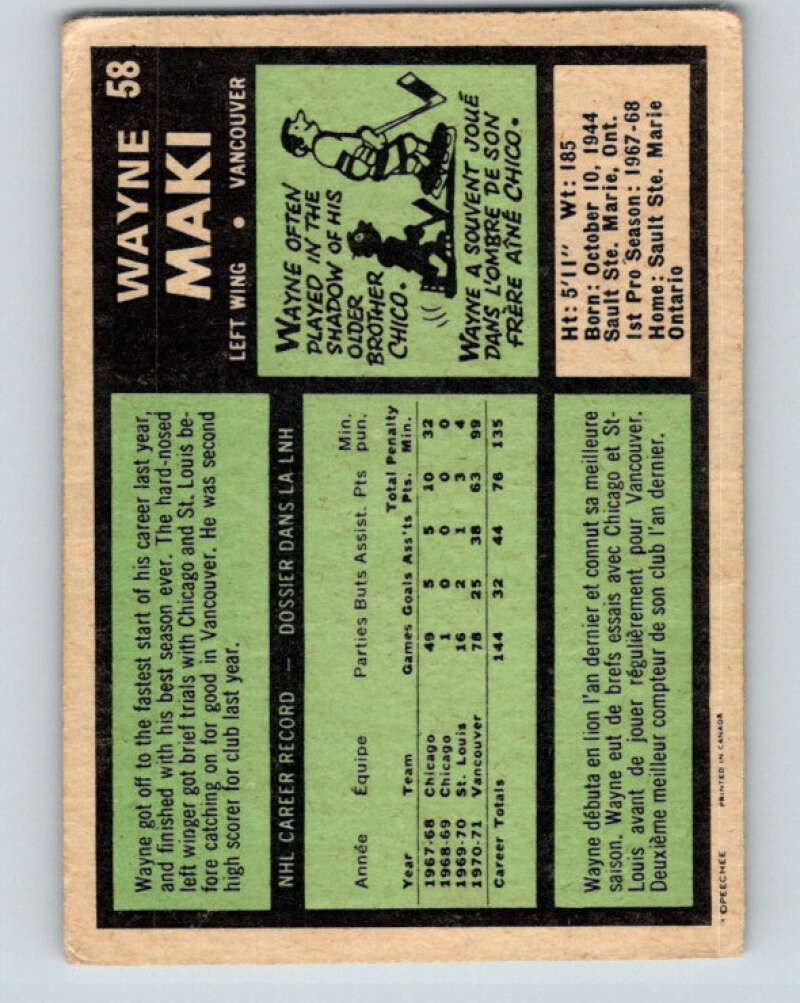 WAYNE 58
MAKI
LEFT WING • VANCOUVER
WAYNE OFTEN
PLAYED IN THE
SHADOW OF HIS
OLDER
BROTHER
CHICO.
WAYNE A SOUVENT JOUÉ
DANS L'OMBRE DE SON
FRÈRE AÎNÉ CHICO.
Ht: 5'11" Wt: 185
Born: October 10, 1944
Sault Ste. Marie, Ont.
1st Pro Season: 1967-68
Home: Sault Ste. Marie
Ontario
Wayne got off to the fastest start of his career last year,
and finished with his best season ever. The hard-nosed
left winger got brief trials with Chicago and St. Louis be-
fore catching on for good in Vancouver. He was second
high scorer for club last year.
NHL CAREER RECORD — DOSSIER DANS LA LNH
Min.
Année Équipe Parties Buts Assist. Pts pun.
Total Penalty
Year Team Games Goals Ass'ts Pts. Min.
1967-68 Chicago 49 5 5 10 32
1968-69 Chicago 1 0 0 0 0
1969-70 St. Louis 16 2 1 3 4
1970-71 Vancouver 78 25 38 63 99
Career Totals 144 32 44 76 135
Wayne débuta en lion l'an dernier et connut sa meilleure
saison. Wayne eut de brefs essais avec Chicago et St-
Louis avant de jouer régulièrement pour Vancouver.
Deuxième meilleur compteur de son club l'an dernier.
• OPEECHEE PRINTED IN CANADA